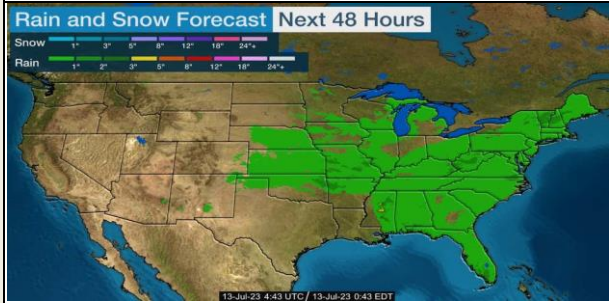 Rain and Snow Forecast Next 48 Hours
Snow
1" 3" 5" 8" 12" 18" 24"+
Rain
1" 2" 3" 5" 8" 12" 18" 24"+
13-Jul-23 4:43 UTC / 13-Jul-23 0:43 EDT